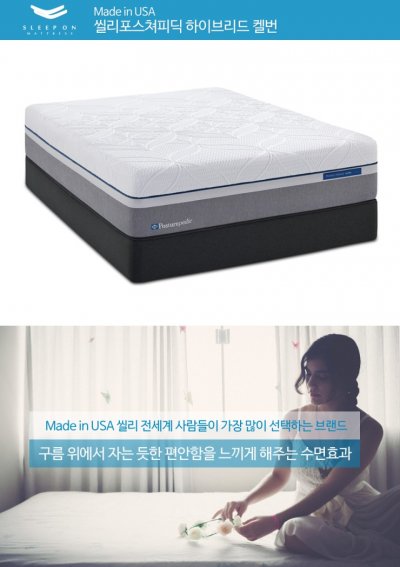 SLEEPON
MATTRESS
Made in USA
씰리포스쳐피딕 하이브리드 켈번
Posturepedic
Made in USA 씰리 전세계 사람들이 가장 많이 선택하는 브랜드
구름 위에서 자는 듯한 편안함을 느끼게 해주는 수면효과